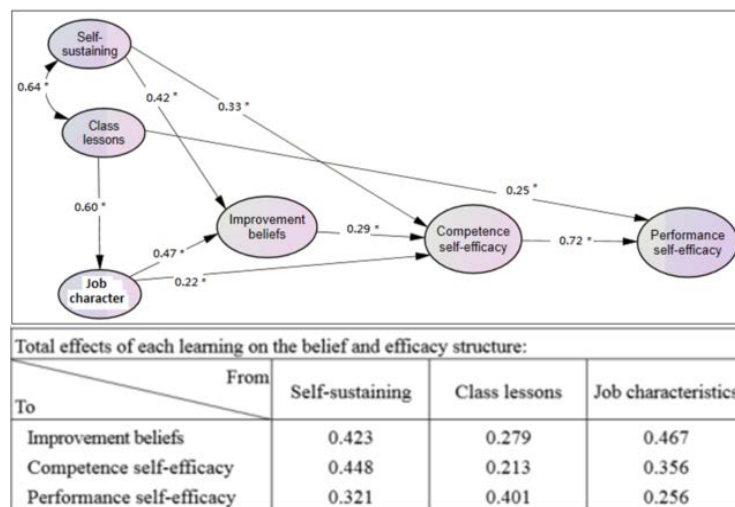 Self-
sustaining
0.64 *
0.42 *
0.33 *
Class
lessons
0.25 *
0.60 *
Improvement
beliefs
0.29 *
Competence
self-efficacy
0.72 *
Performance
self-efficacy
0.47 *
0.22 *
Job
character
Total effects of each learning on the belief and efficacy structure:
From
To
Self-sustaining Class lessons Job characteristics
Improvement beliefs 0.423 0.279 0.467
Competence self-efficacy 0.448 0.213 0.356
Performance self-efficacy 0.321 0.401 0.256